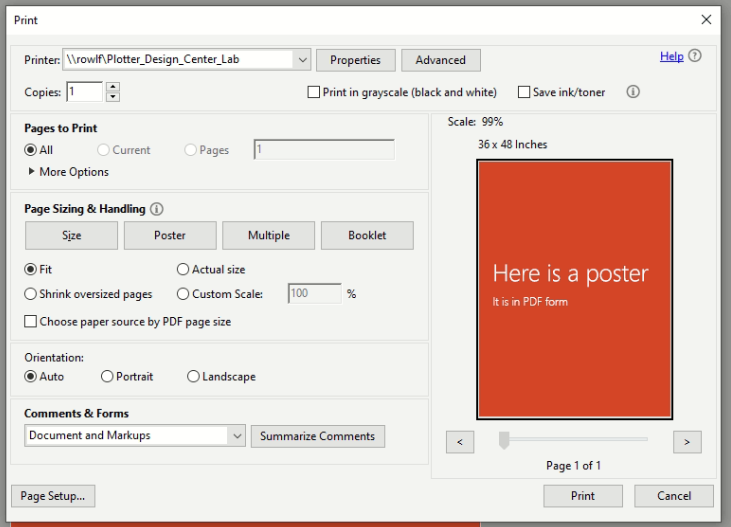 Print
Printer: \\rowlf\Plotter_Design_Center_Lab Properties Advanced Help
Copies: 1 Print in grayscale (black and white) Save ink/toner
Pages to Print
All Current Pages 1
More Options
Page Sizing & Handling
Size Poster Multiple Booklet
Fit Actual size
Shrink oversized pages Custom Scale: 100 %
Choose paper source by PDF page size
Orientation:
Auto Portrait Landscape
Comments & Forms
Document and Markups Summarize Comments
Scale: 99%
36 x 48 Inches
Here is a poster
It is in PDF form
< >
Page 1 of 1
Page Setup... Print Cancel